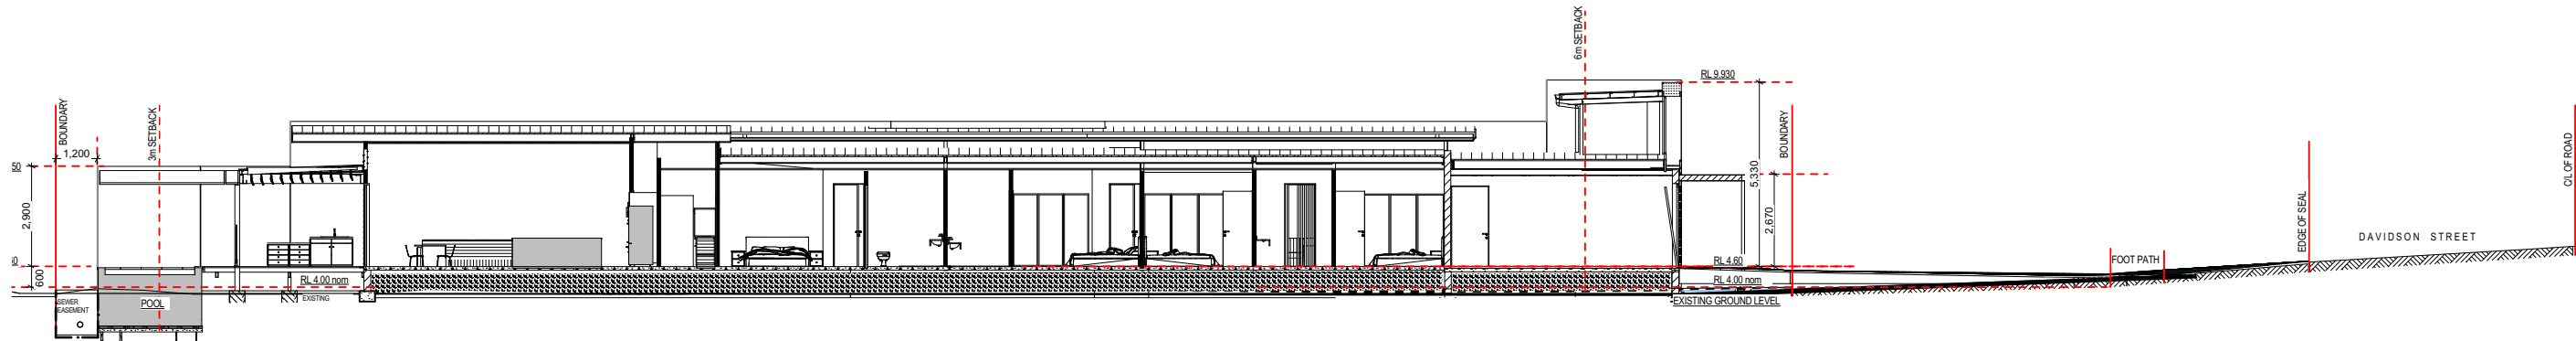 BOUNDARY
1,200
3m SETBACK
50
2,900
600
RL 4.00 nom
EXISTING
SEWER
EASEMENT
POOL
6m SETBACK
RL 9.930
5,330
2,670
BOUNDARY
RL 4.60
RL 4.00 nom
EXISTING GROUND LEVEL
FOOT PATH
EDGE OF SEAL
DAVIDSON STREET
C/L OF ROAD